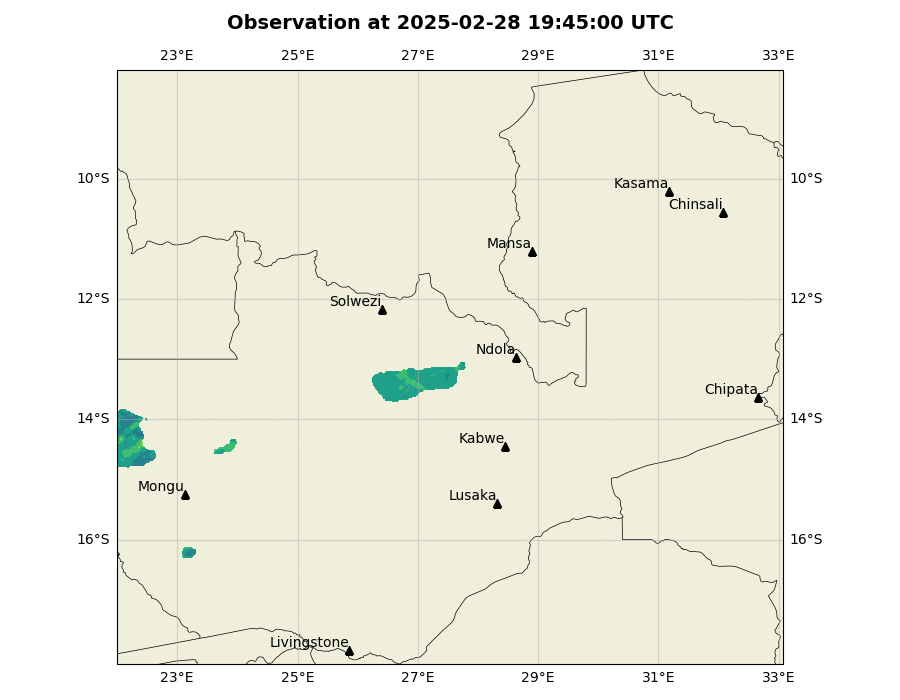 Observation at 2025-02-28 19:45:00 UTC
23°E 25°E 27°E 29°E 31°E 33°E
10°S 10°S
Kasama
Chinsali
Mansa
12°S 12°S
Solwezi
Ndola
Chipata
14°S 14°S
Kabwe
Mongu
Lusaka
16°S 16°S
Livingstone
23°E 25°E 27°E 29°E 31°E 33°E